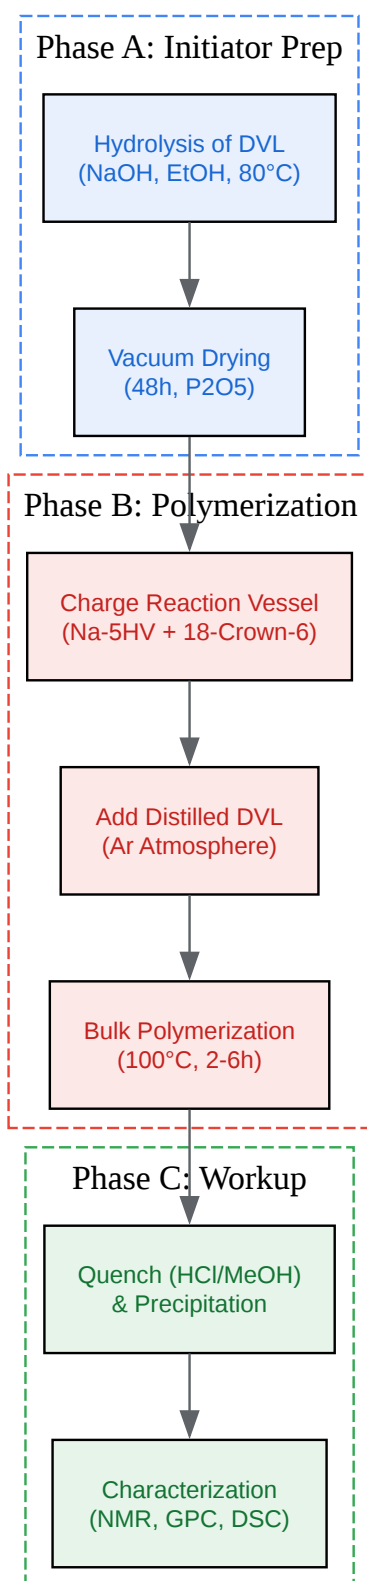 Phase A: Initiator Prep
Hydrolysis of DVL
(NaOH, EtOH, 80°C)
Vacuum Drying
(48h, P2O5)
Phase B: Polymerization
Charge Reaction Vessel
(Na-5HV + 18-Crown-6)
Add Distilled DVL
(Ar Atmosphere)
Bulk Polymerization
(100°C, 2-6h)
Phase C: Workup
Quench (HCl/MeOH)
& Precipitation
Characterization
(NMR, GPC, DSC)